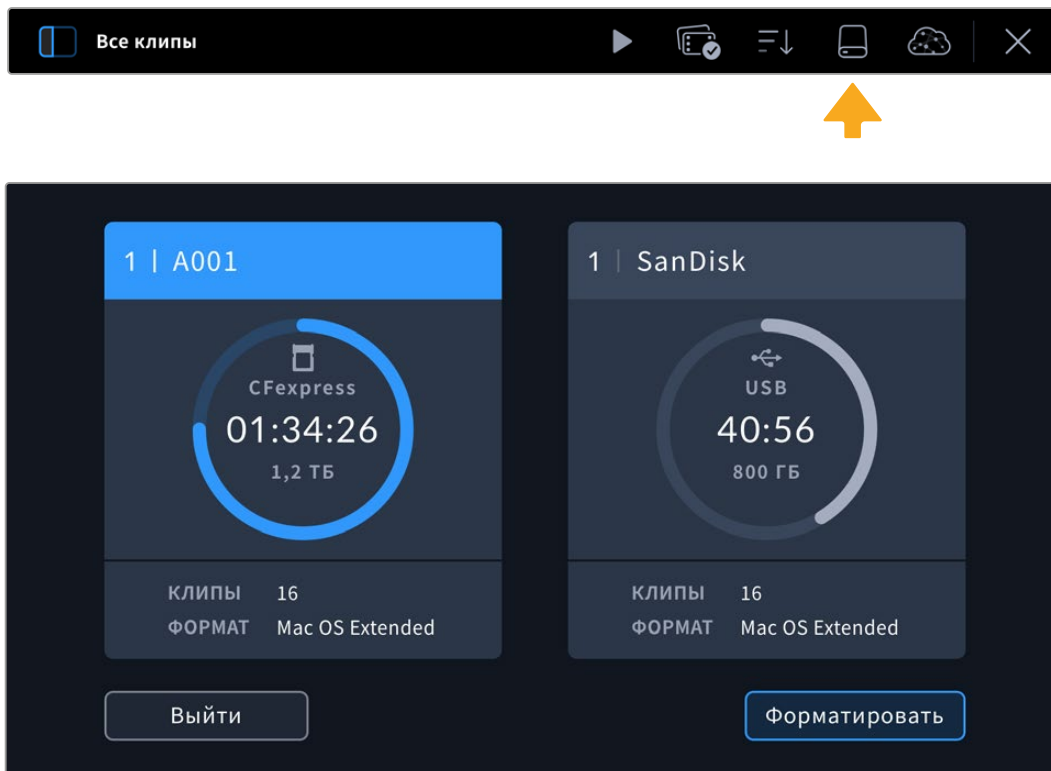 Все клипы
1 | A001
CFexpress
01:34:26
1,2 ТБ
КЛИПЫ 16
ФОРМАТ Mac OS Extended
1 | SanDisk
USB
40:56
800 ГБ
КЛИПЫ 16
ФОРМАТ Mac OS Extended
Выйти
Форматировать